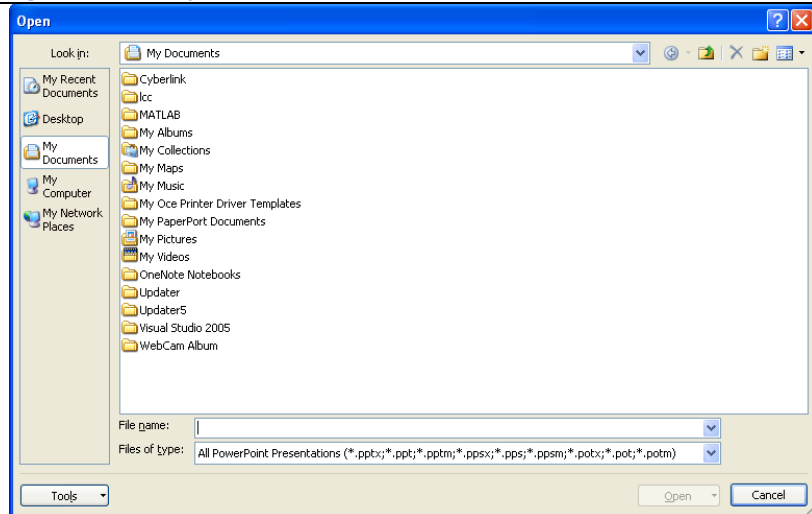 Open
Look in:
My Documents
My Recent
Documents
Desktop
My
Documents
My
Computer
My Network
Places
Cyberlink
lcc
MATLAB
My Albums
My Collections
My Maps
My Music
My Oce Printer Driver Templates
My PaperPort Documents
My Pictures
My Videos
OneNote Notebooks
Updater
Updater5
Visual Studio 2005
WebCam Album
File name:
Files of type:
All PowerPoint Presentations (*.pptx;*.ppt;*.pptm;*.ppsx;*.pps;*.ppsm;*.potx;*.pot;*.potm)
Tools
Open
Cancel